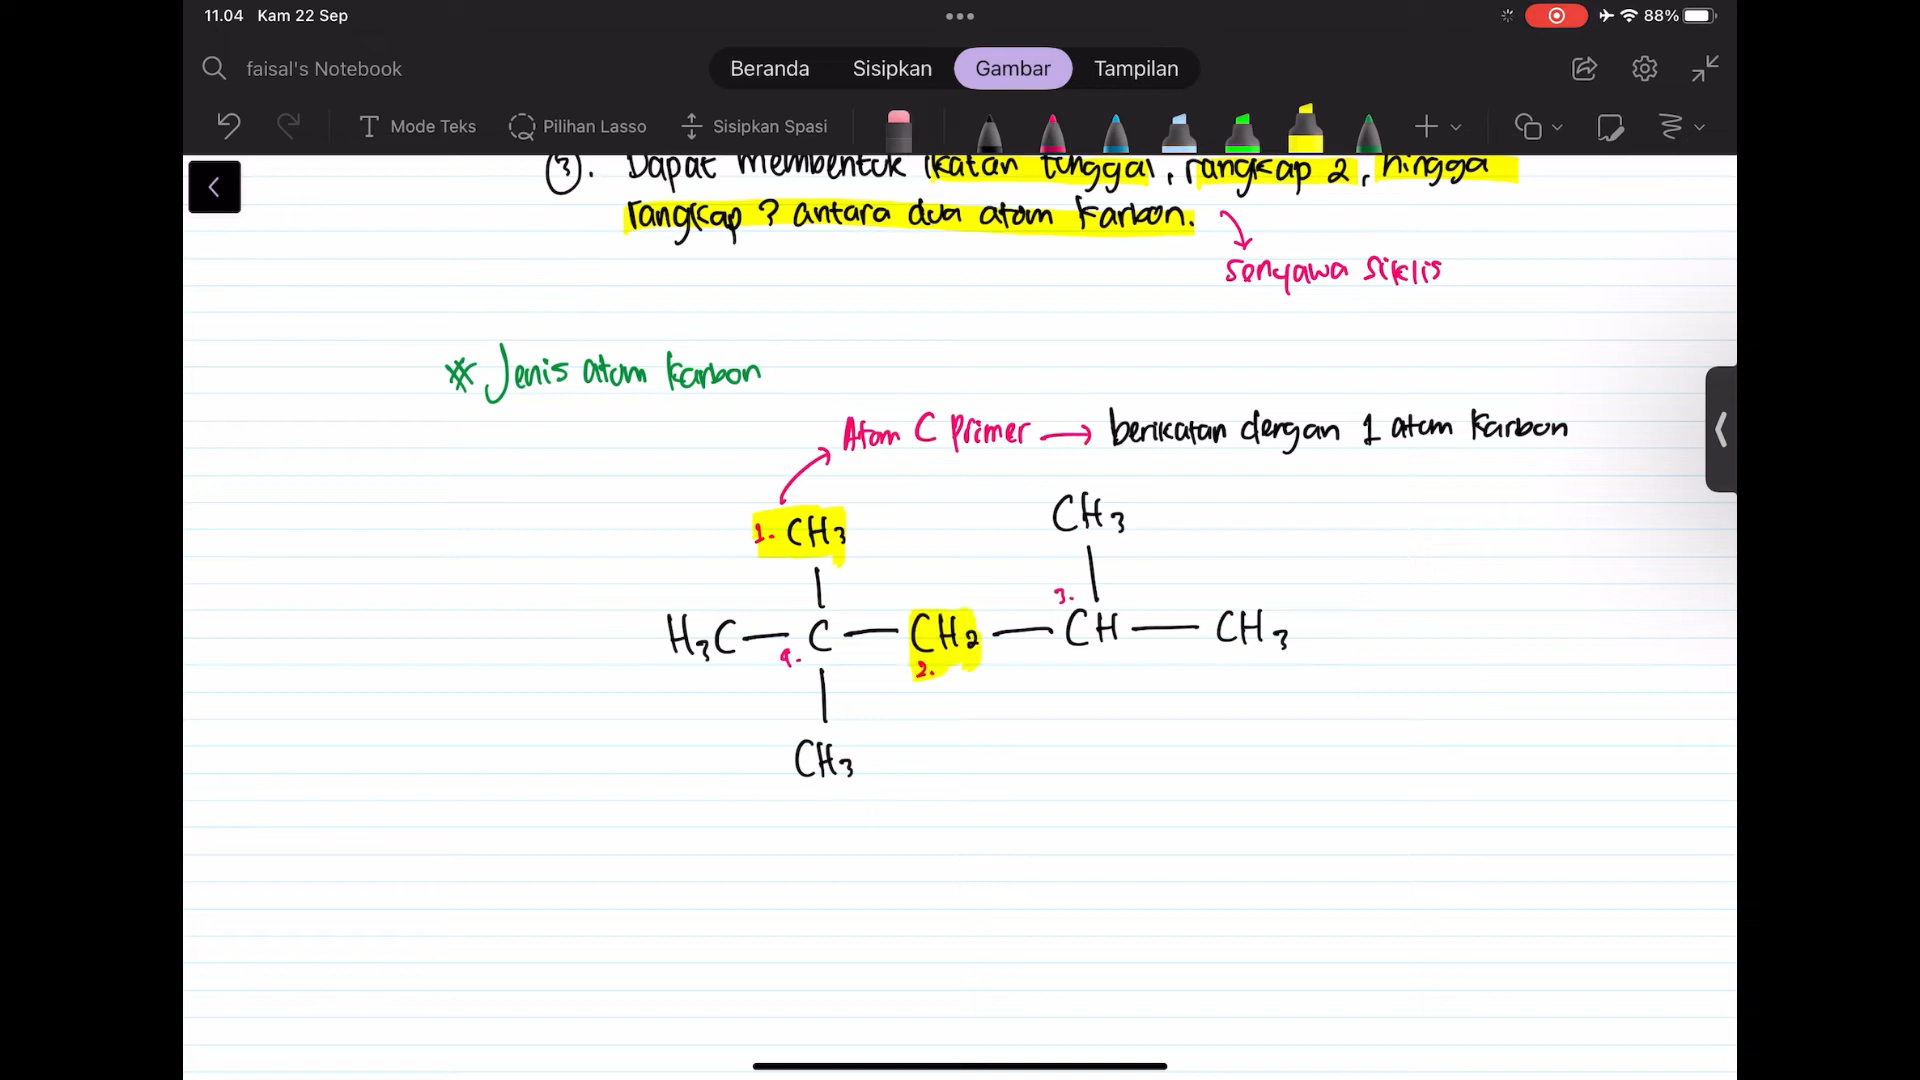 11.04 Kam 22 Sep
88%
faisal's Notebook
Beranda Sisipkan Gambar Tampilan
Mode Teks Pilihan Lasso Sisipkan Spasi
(3). Dapat membentuk ikatan tunggal, rangkap 2, hingga
rangkap 3 antara dua atom karbon.
senyawa siklis
* Jenis atom karbon
Atom C Primer → berikatan dengan 1 atom karbon
1. CH₃ CH₃
3.
H₃C — C — CH₂ — CH — CH₃
4. 2.
CH₃